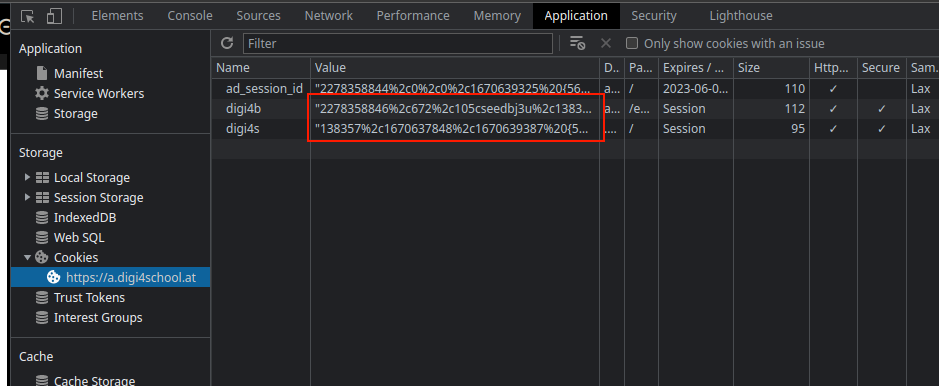 Elements Console Sources Network Performance Memory Application Security Lighthouse
Application
Manifest
Service Workers
Storage
Storage
Local Storage
Session Storage
IndexedDB
Web SQL
Cookies
https://a.digi4school.at
Trust Tokens
Interest Groups
Cache
Cache Storage
Filter Only show cookies with an issue
Name Value D... Pa... Expires / ... Size Http... Secure Sam.
ad_session_id "2278358844%2c0%2c0%2c1670639325%20{56... a... / 2023-06-0... 110 ✓ Lax
digi4b "2278358846%2c672%2c105cseedbj3u%2c1383... a... /e... Session 112 ✓ ✓ Lax
digi4s "138357%2c1670637848%2c1670639387%20{5... .... / Session 95 ✓ ✓ Lax